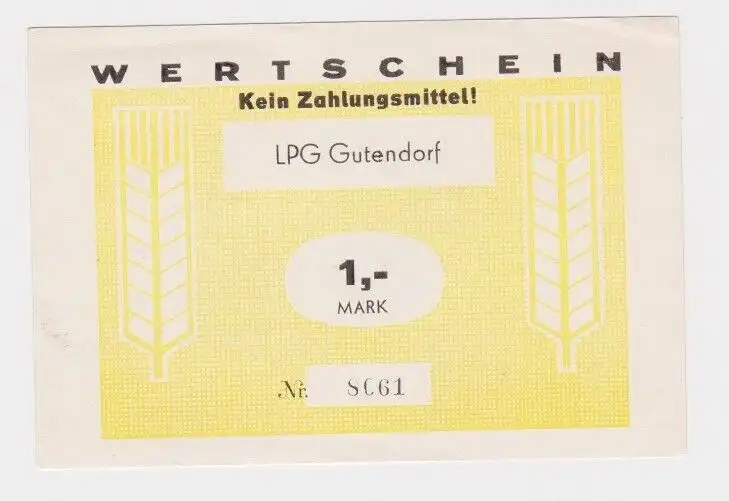 WERTSCHEIN
Kein Zahlungsmittel!
LPG Gutendorf
1,-
MARK
Nr. 8061